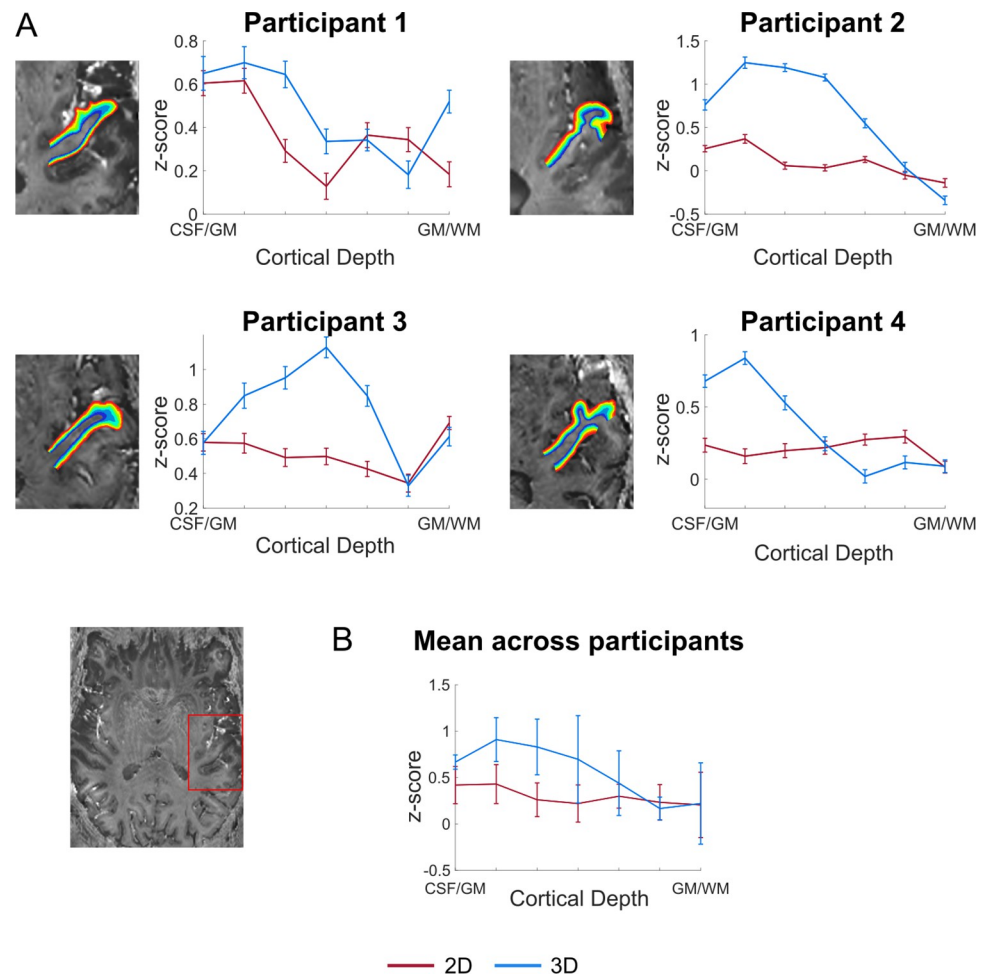 A
Participant 1
z-score
0.8
0.6
0.4
0.2
0
CSF/GM
GM/WM
Cortical Depth
Participant 2
z-score
1.5
1
0.5
0
-0.5
CSF/GM
GM/WM
Cortical Depth
Participant 3
z-score
1
0.8
0.6
0.4
0.2
CSF/GM
GM/WM
Cortical Depth
Participant 4
z-score
1
0.5
0
CSF/GM
GM/WM
Cortical Depth
B
Mean across participants
z-score
1.5
1
0.5
0
-0.5
CSF/GM
GM/WM
Cortical Depth
2D
3D